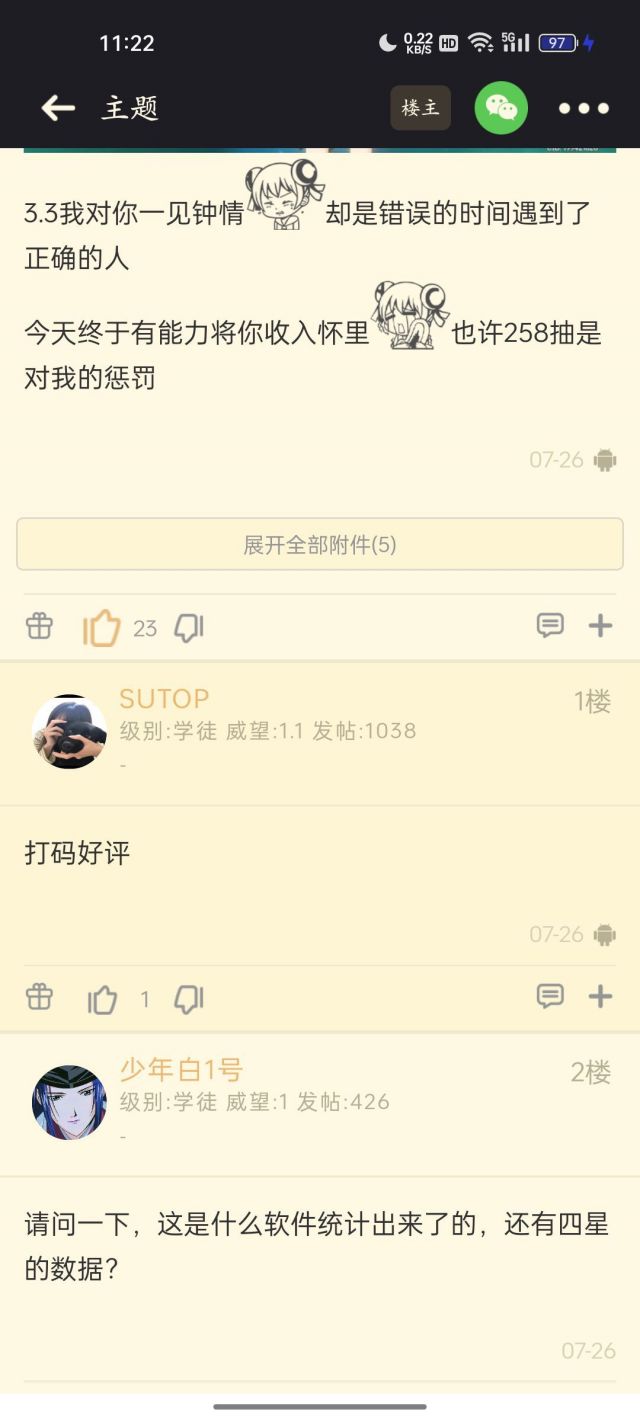 11:22
0.22 KB/S HD 5G 97
主题
楼主
3.3我对你一见钟情却是错误的时间遇到了
正确的人
今天终于有能力将你收入怀里也许258抽是
对我的惩罚
07-26
展开全部附件(5)
23
SUTOP
1楼
级别:学徒 威望:1.1 发帖:1038
-
打码好评
07-26
1
少年白1号
2楼
级别:学徒 威望:1 发帖:426
-
请问一下，这是什么软件统计出来了的，还有四星
的数据?
07-26